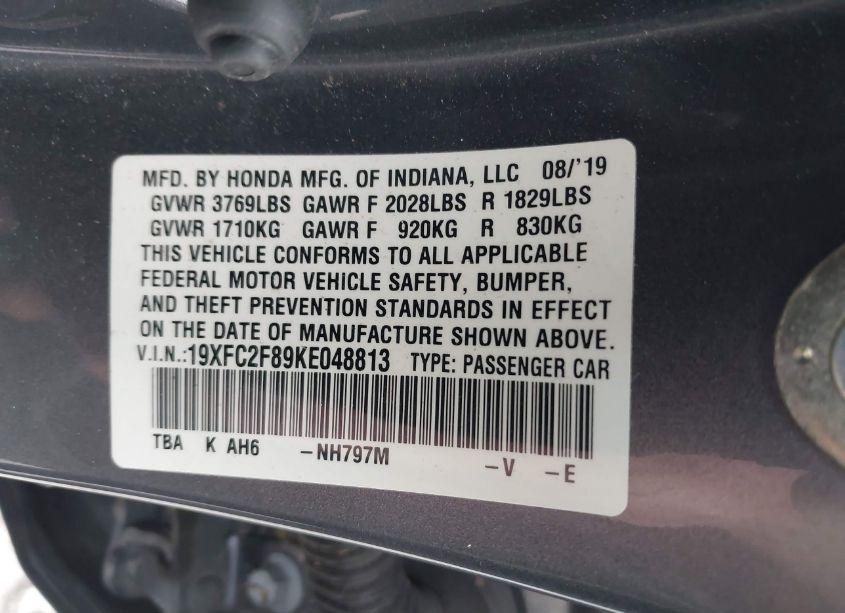 MFD. BY HONDA MFG. OF INDIANA, LLC 08/'19
GVWR 3769LBS GAWR F 2028LBS R 1829LBS
GVWR 1710KG GAWR F 920KG R 830KG
THIS VEHICLE CONFORMS TO ALL APPLICABLE
FEDERAL MOTOR VEHICLE SAFETY, BUMPER,
AND THEFT PREVENTION STANDARDS IN EFFECT
ON THE DATE OF MANUFACTURE SHOWN ABOVE.
V.I.N.:19XFC2F89KE048813 TYPE: PASSENGER CAR
TBA K AH6 -NH797M -V -E